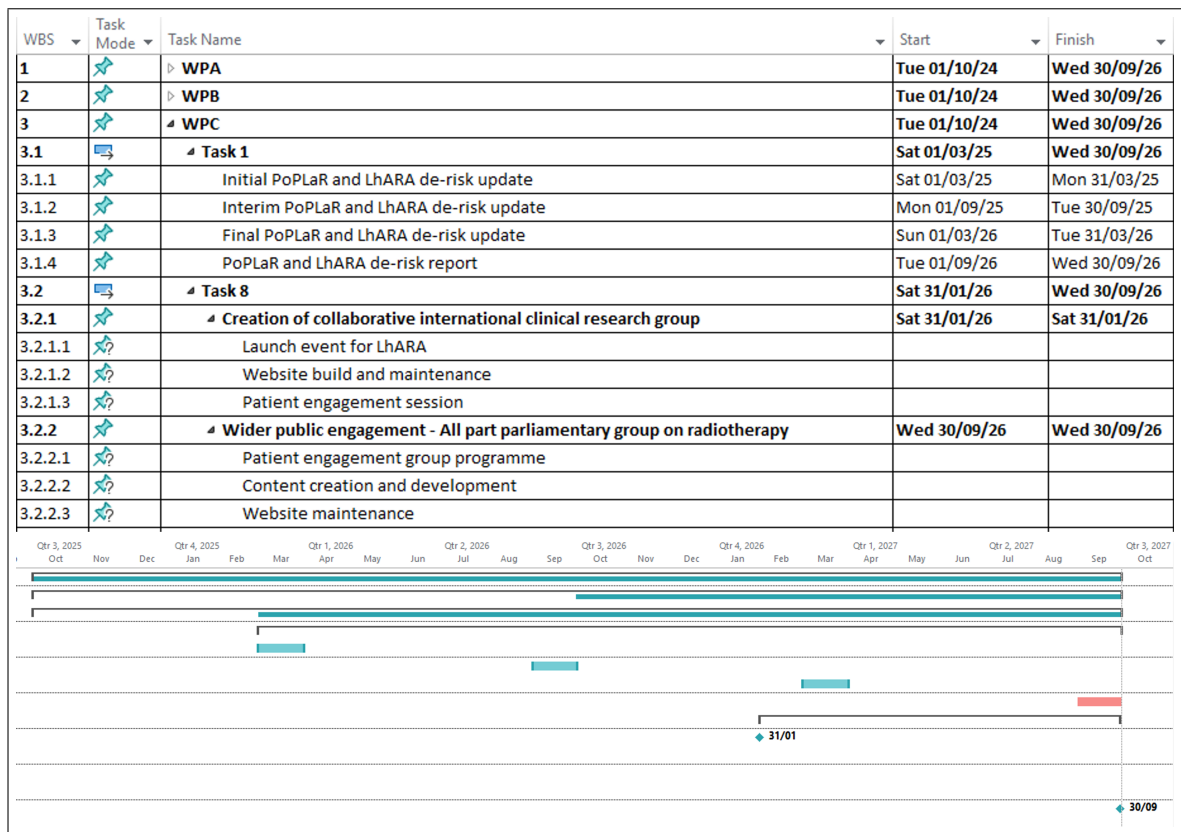 WBS Task Mode Task Name Start Finish
1 WPA Tue 01/10/24 Wed 30/09/26
2 WPB Tue 01/10/24 Wed 30/09/26
3 WPC Tue 01/10/24 Wed 30/09/26
3.1 Task 1 Sat 01/03/25 Wed 30/09/26
3.1.1 Initial PoPLaR and LhARA de-risk update Sat 01/03/25 Mon 31/03/25
3.1.2 Interim PoPLaR and LhARA de-risk update Mon 01/09/25 Tue 30/09/25
3.1.3 Final PoPLaR and LhARA de-risk update Sun 01/03/26 Tue 31/03/26
3.1.4 PoPLaR and LhARA de-risk report Tue 01/09/26 Wed 30/09/26
3.2 Task 8 Sat 31/01/26 Wed 30/09/26
3.2.1 Creation of collaborative international clinical research group Sat 31/01/26 Sat 31/01/26
3.2.1.1 Launch event for LhARA
3.2.1.2 Website build and maintenance
3.2.1.3 Patient engagement session
3.2.2 Wider public engagement - All part parliamentary group on radiotherapy Wed 30/09/26 Wed 30/09/26
3.2.2.1 Patient engagement group programme
3.2.2.2 Content creation and development
3.2.2.3 Website maintenance
Qtr 3, 2025 Qtr 4, 2025 Qtr 1, 2026 Qtr 2, 2026 Qtr 3, 2026 Qtr 4, 2026 Qtr 1, 2027 Qtr 2, 2027 Qtr 3, 2027
Oct Nov Dec Jan Feb Mar Apr May Jun Jul Aug Sep Oct Nov Dec Jan Feb Mar Apr May Jun Jul Aug Sep Oct
31/01
30/09